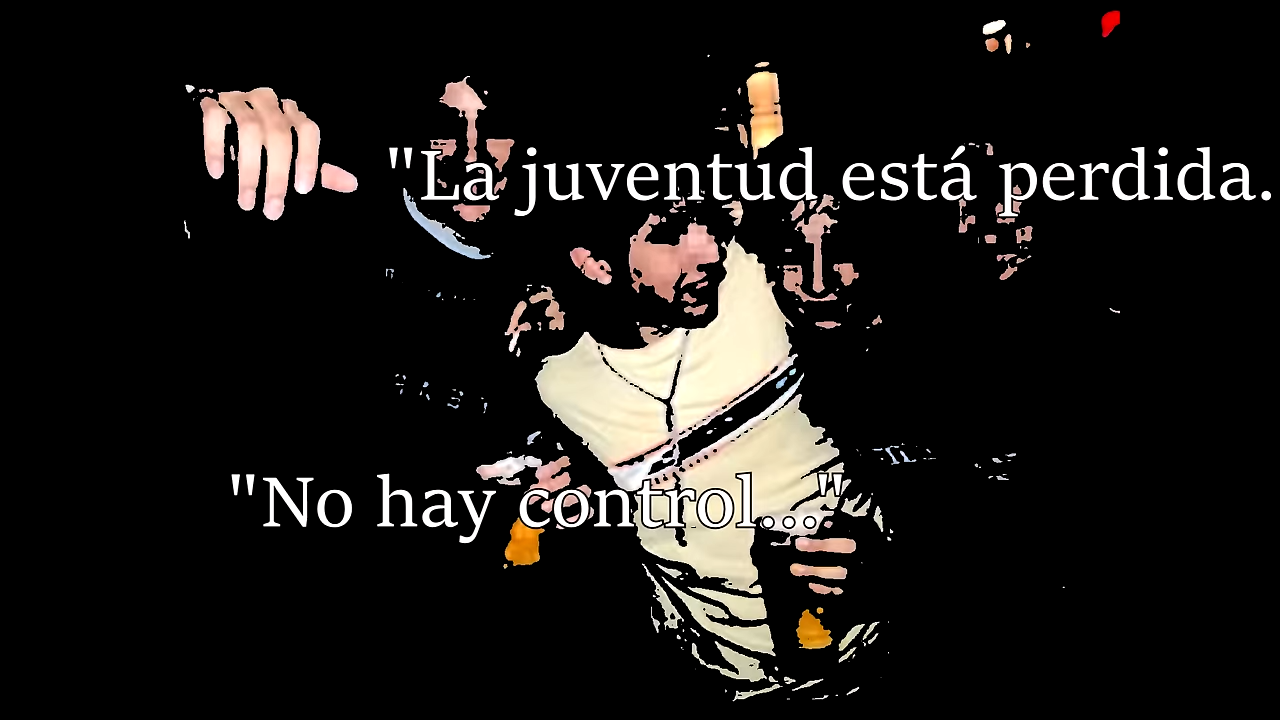 "La juventud está perdida.
"No hay control..."